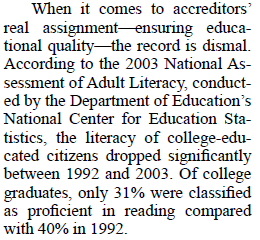 When it comes to accreditors'
real assignment—ensuring educa-
tional quality—the record is dismal.
According to the 2003 National As-
sessment of Adult Literacy, conduct-
ed by the Department of Education's
National Center for Education Sta-
tistics, the literacy of college-edu-
cated citizens dropped significantly
between 1992 and 2003. Of college
graduates, only 31% were classified
as proficient in reading compared
with 40% in 1992.